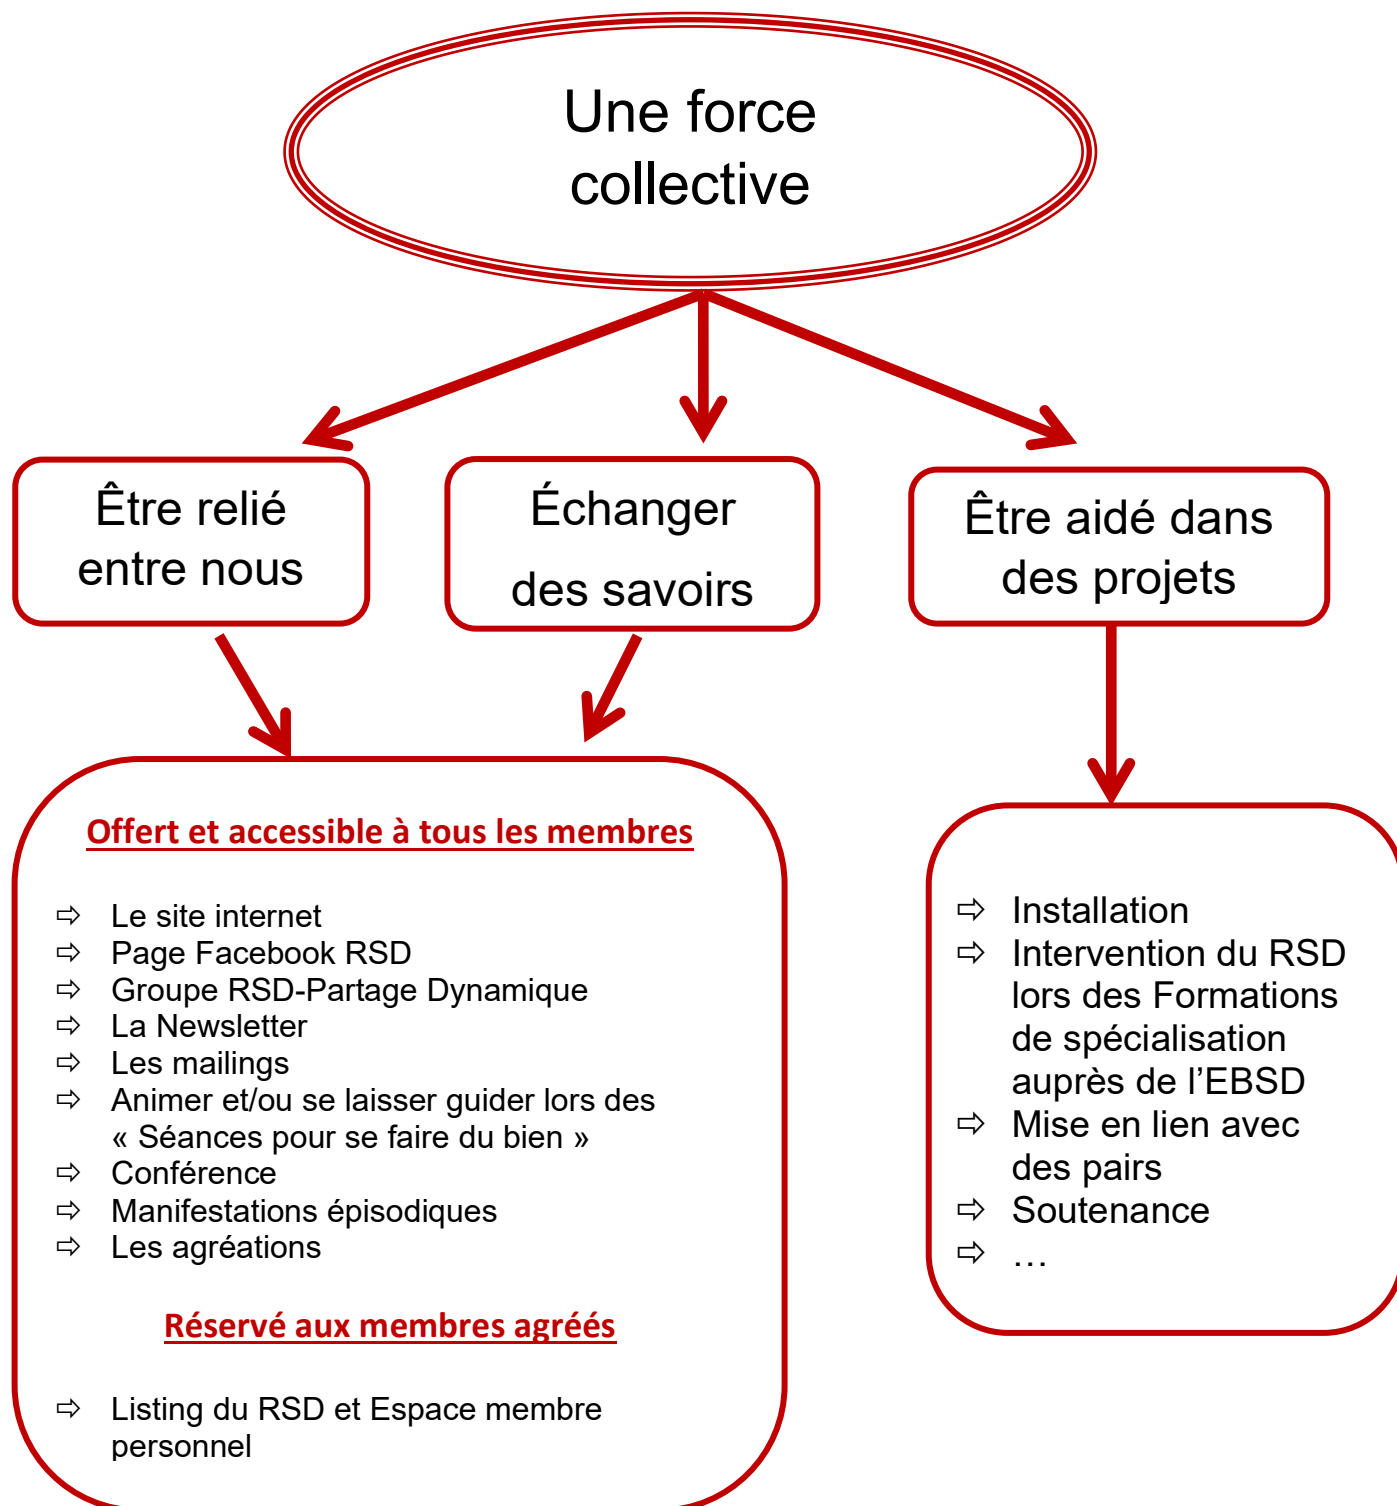 Une force
collective
Être relié
entre nous
Échanger
des savoirs
Être aidé dans
des projets
Offert et accessible à tous les membres
⇨ Le site internet
⇨ Page Facebook RSD
⇨ Groupe RSD-Partage Dynamique
⇨ La Newsletter
⇨ Les mailings
⇨ Animer et/ou se laisser guider lors des
« Séances pour se faire du bien »
⇨ Conférence
⇨ Manifestations épisodiques
⇨ Les agréations
Réservé aux membres agréés
⇨ Listing du RSD et Espace membre
personnel
⇨ Installation
⇨ Intervention du RSD
lors des Formations
de spécialisation
auprès de l’EBSD
⇨ Mise en lien avec
des pairs
⇨ Soutenance
⇨ …